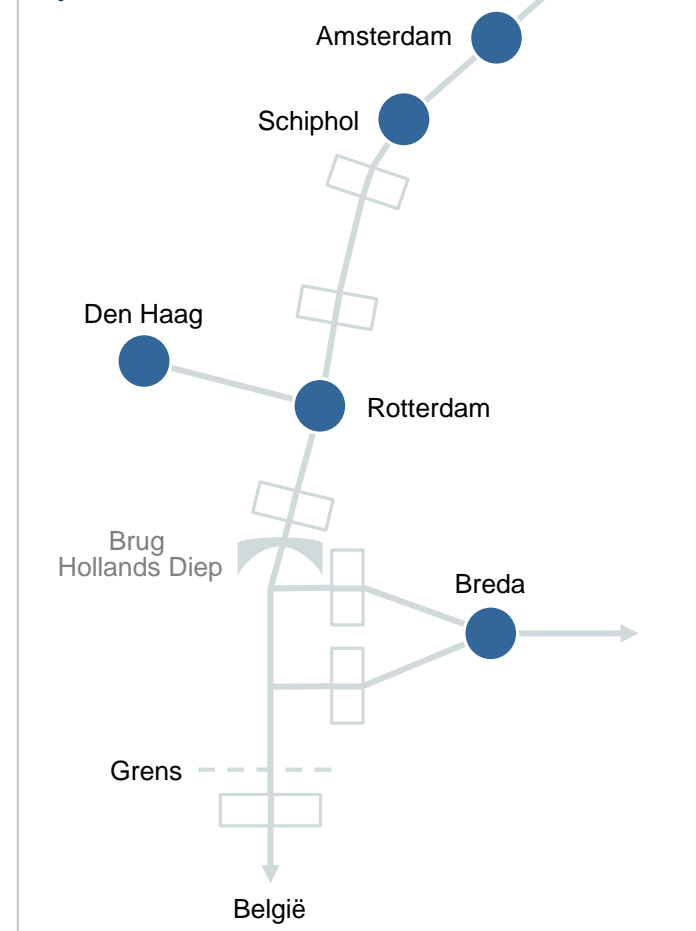 Amsterdam
Schiphol
Den Haag
Rotterdam
Brug
Hollands Diep
Breda
Grens
België